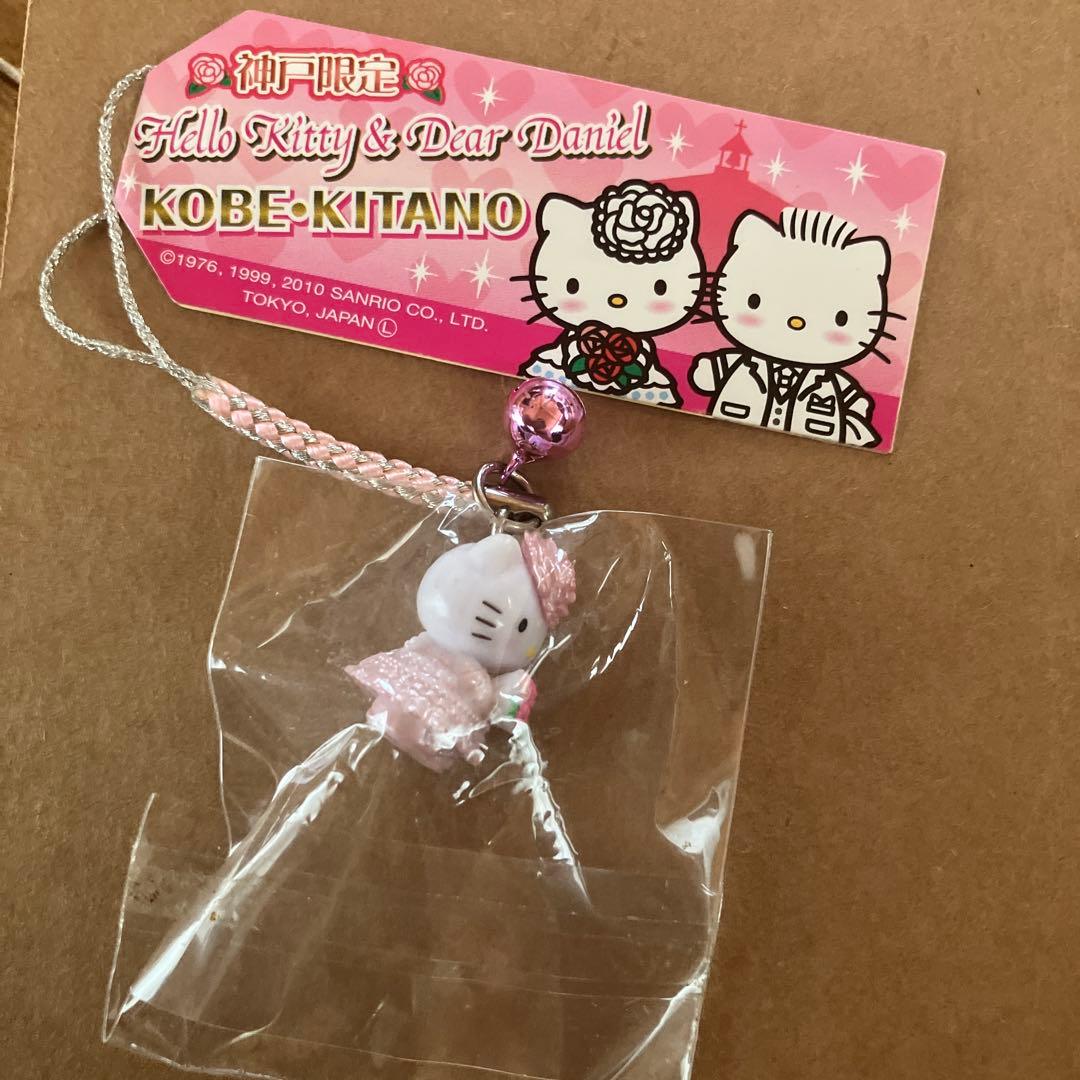 神戸限定
Hello Kitty & Dear Daniel
KOBE•KITANO
©1976, 1999, 2010 SANRIO CO., LTD.
TOKYO, JAPAN Ⓛ